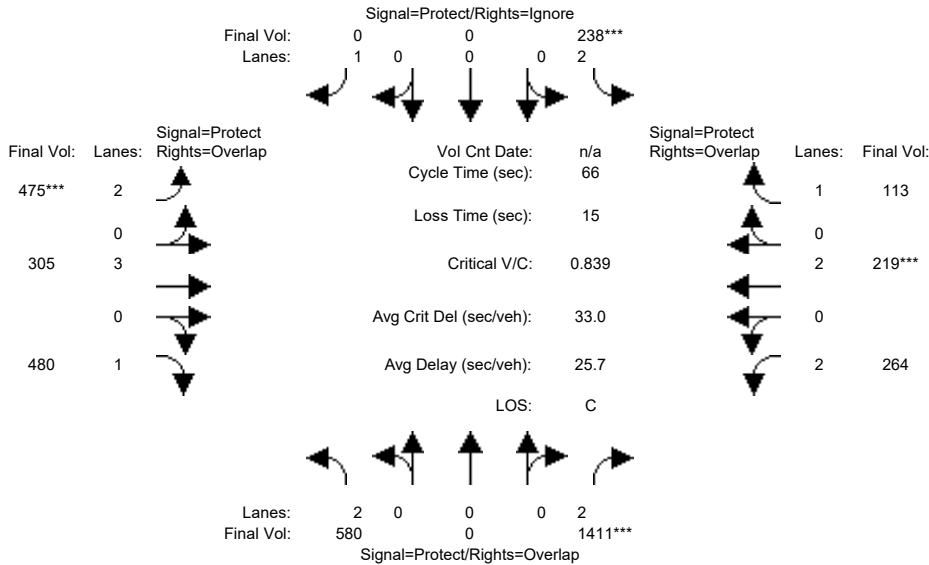 Signal=Protect/Rights=Ignore
Final Vol: 0 0 238***
Lanes: 1 0 0 0 2
Signal=Protect Signal=Protect
Final Vol: Lanes: Rights=Overlap Vol Cnt Date: n/a Rights=Overlap Lanes: Final Vol:
Cycle Time (sec): 66
475*** 2 1 113
Loss Time (sec): 15
0 0
305 3 Critical V/C: 0.839 2 219***
0 Avg Crit Del (sec/veh): 33.0 0
480 1 Avg Delay (sec/veh): 25.7 2 264
LOS: C
Lanes: 2 0 0 0 2
Final Vol: 580 0 1411***
Signal=Protect/Rights=Overlap